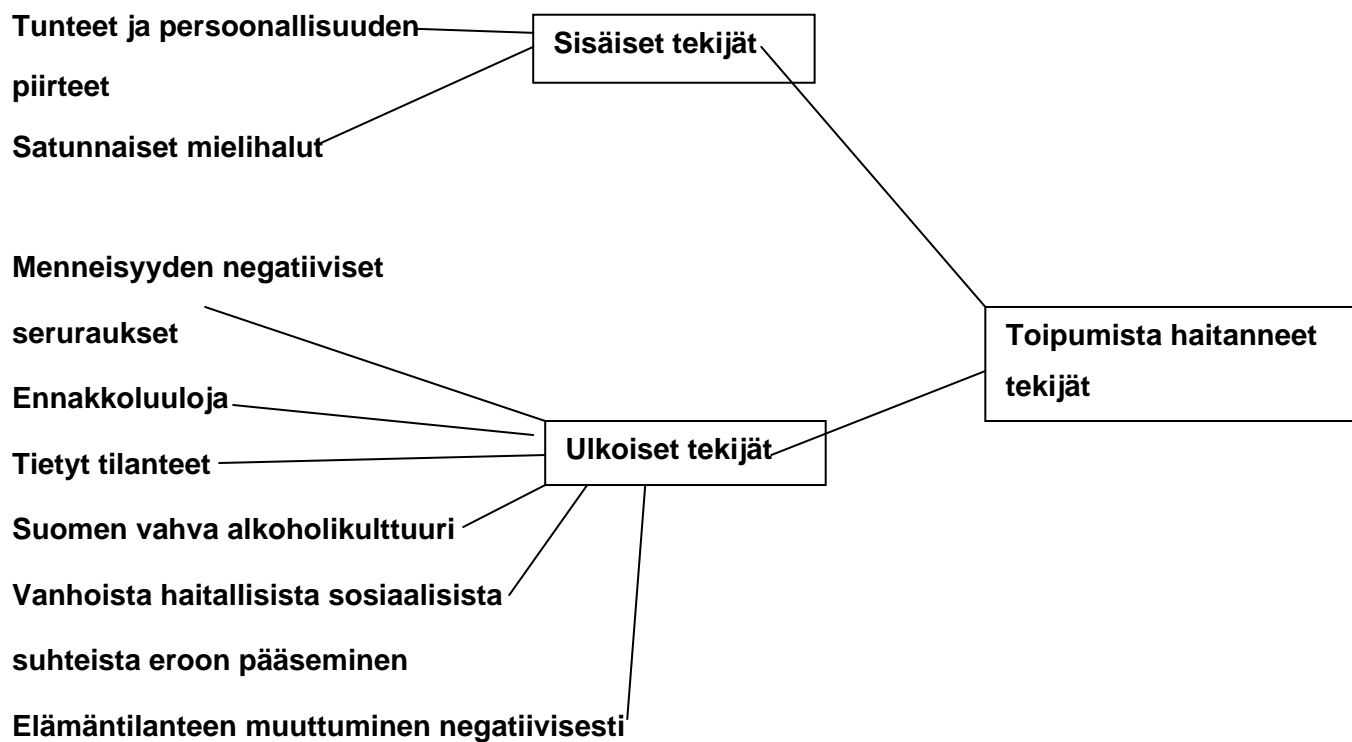 Tunteet ja persoonallisuuden
piirteet
Satunnaiset mielihalut
Sisäiset tekijät
Menneisyyden negatiiviset
seruraukset
Ennakkoluuloja
Tietyt tilanteet
Suomen vahva alkoholikulttuuri
Vanhoista haitallisista sosiaalisista
suhteista eroon pääseminen
Elämäntilanteen muuttuminen negatiivisesti
Ulkoiset tekijät
Toipumista haitanneet
tekijät